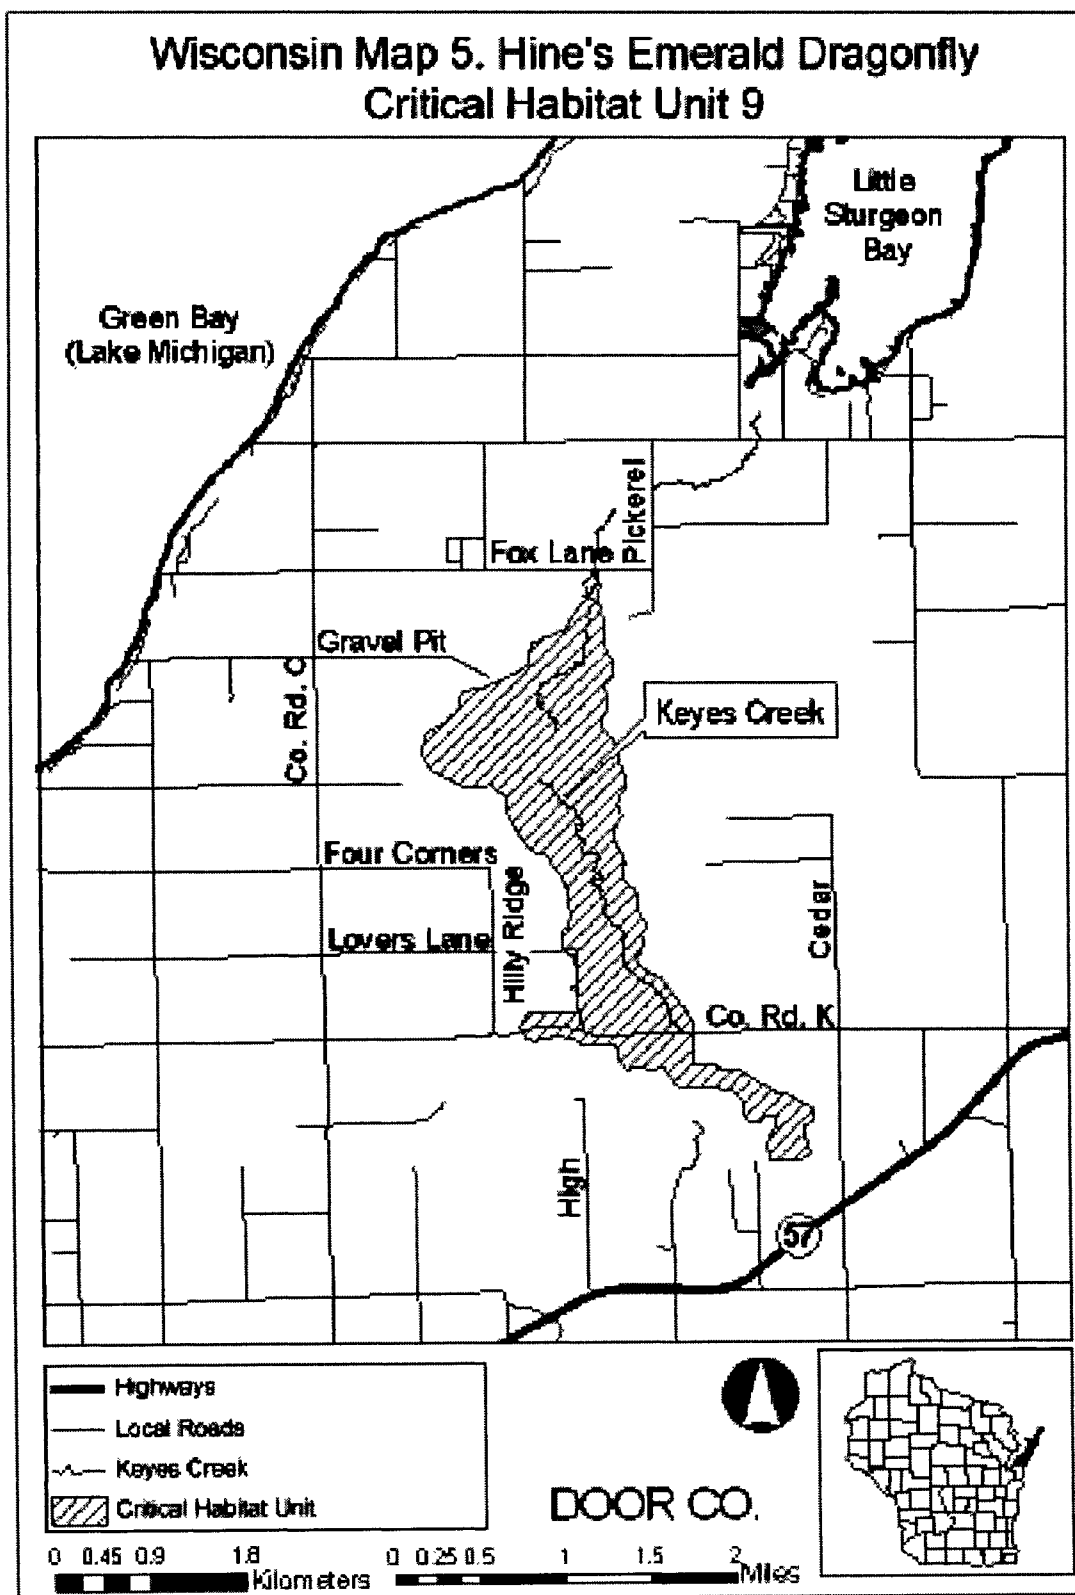 Wisconsin Map 5. Hine's Emerald Dragonfly
Critical Habitat Unit 9
Little
Sturgeon
Bay
Green Bay
(Lake Michigan)
Pickerel
Fox Lane
Gravel Pit
Co. Rd. C
Keyes Creek
Four Corners
Hilly Ridge
Lovers Lane
Cedar
Co. Rd. K
High
57
Highways
Local Roads
Keyes Creek
Critical Habitat Unit
DOOR CO.
0 0.45 0.9 1.8
Kilometers
0 0.25 0.5 1 1.5 2
Miles